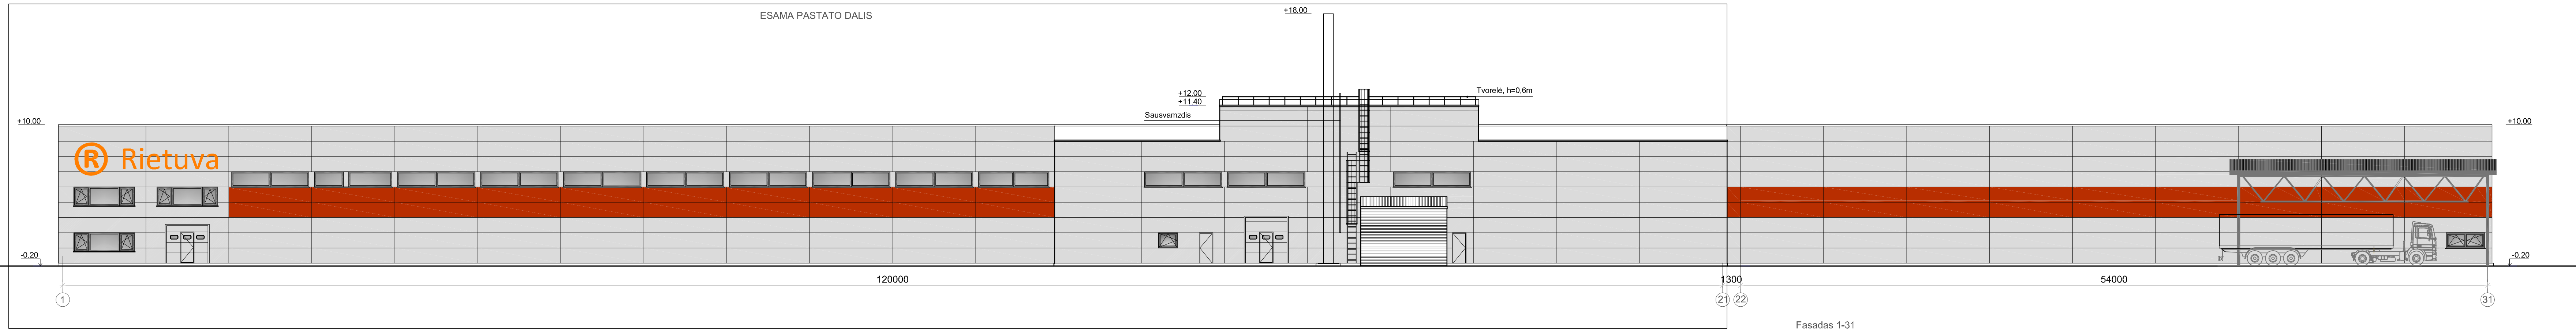 ESAMA PASTATO DALIS
+18.00
+12.00
+11,40
Tvorelė, h=0,6m
Sausvamzdis
+10.00
+10.00
® Rietuva
-0.20
-0.20
120000
1300
54000
1
21
22
31
Fasadas 1-31